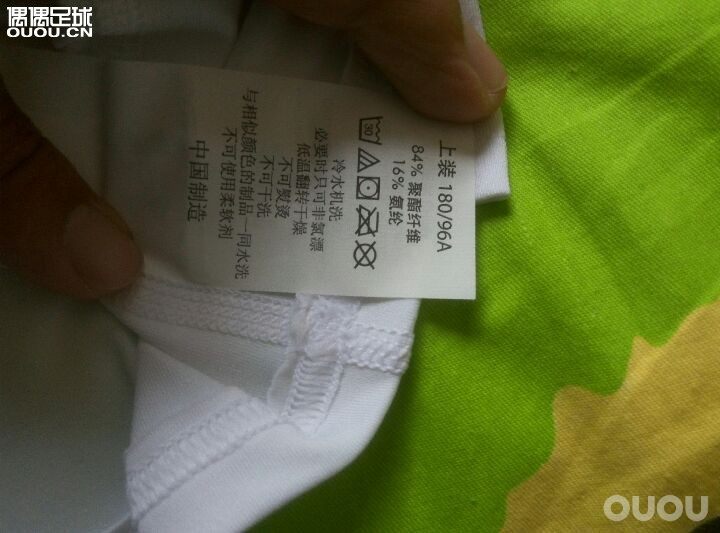 偶偶足球
OUOU.CN
上装 180/96A
84% 聚酯纤维
16% 氨纶
30
冷水机洗
必要时只可非氯漂
低温翻转干燥
不可熨烫
不可干洗
与相似颜色的制品一同水洗
不可使用柔软剂
中国制造
OUOU